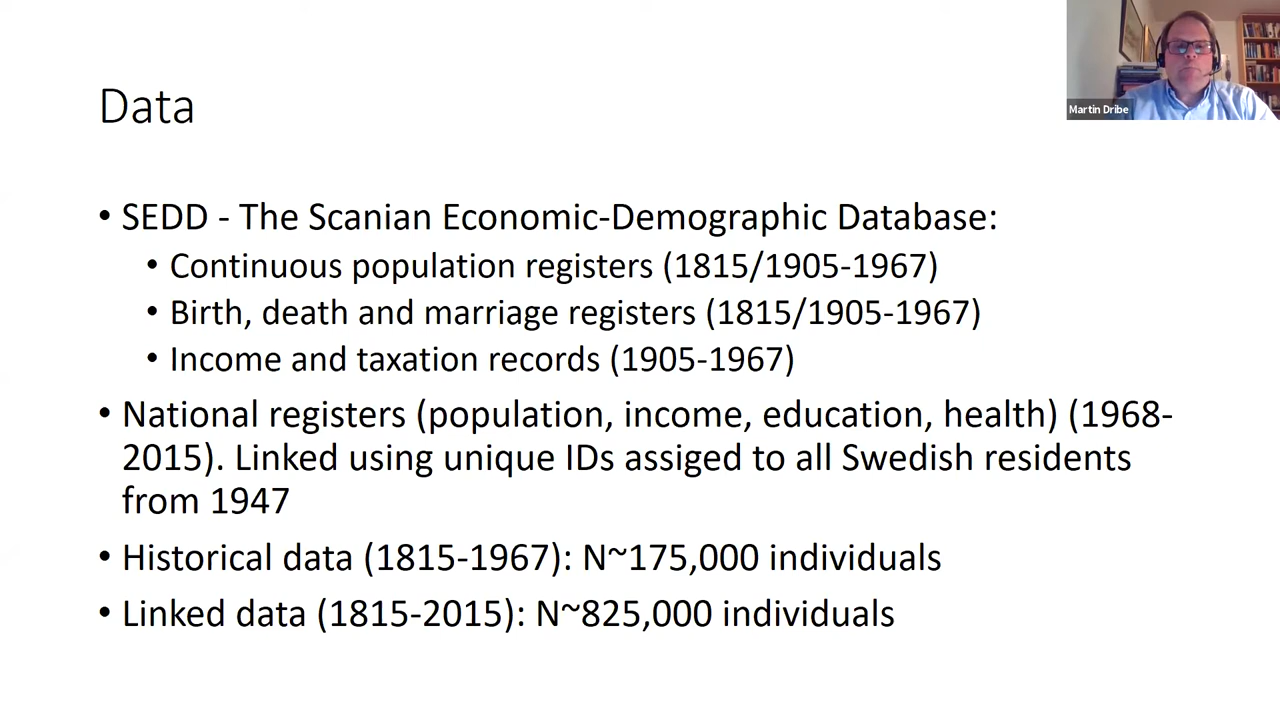 Data
Martin Dribe
• SEDD - The Scanian Economic-Demographic Database:
• Continuous population registers (1815/1905-1967)
• Birth, death and marriage registers (1815/1905-1967)
• Income and taxation records (1905-1967)
• National registers (population, income, education, health) (1968-
2015). Linked using unique IDs assiged to all Swedish residents
from 1947
• Historical data (1815-1967): N~175,000 individuals
• Linked data (1815-2015): N~825,000 individuals